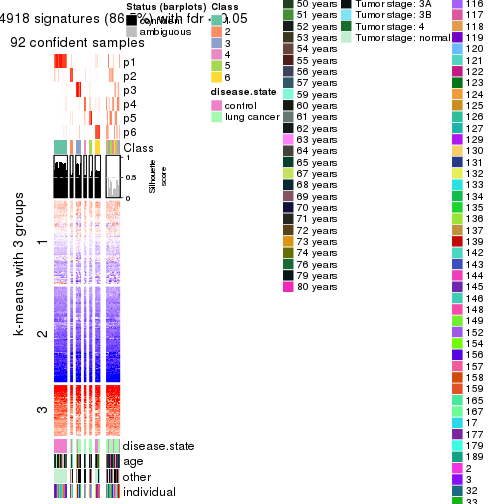 4918 signatures (86.5%) with fdr < 0.05
92 confident samples
p1
p2
p3
p4
p5
p6
Class
1
0.5
0
Silhouette
score
k-means with 3 groups
1
2
3
disease.state
age
other
individual
Status (barplots)
confident
ambiguous
Class
1
2
3
4
5
6
disease.state
control
lung cancer
50 years
51 years
52 years
53 years
54 years
55 years
56 years
57 years
59 years
60 years
61 years
62 years
63 years
64 years
65 years
67 years
68 years
69 years
70 years
71 years
72 years
73 years
74 years
76 years
79 years
80 years
Tumor stage: 3A
Tumor stage: 3B
Tumor stage: 4
Tumor stage: normal
116
117
118
119
120
121
122
123
124
125
126
127
129
130
131
132
133
134
135
136
137
139
142
143
144
145
146
148
149
152
154
156
157
158
159
165
167
17
177
179
189
2
3
32
33